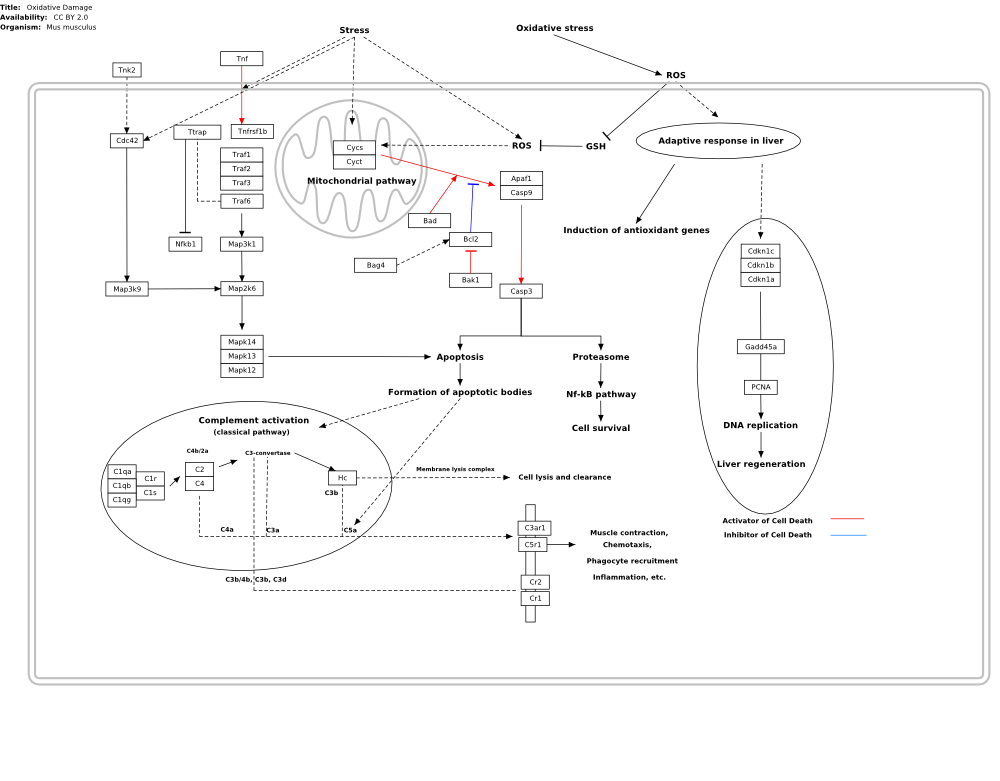 Title: Oxidative Damage
Availability: CC BY 2.0
Organism: Mus musculus
Stress
Oxidative stress
Tnf
Tnk2
ROS
Cdc42
Ttrap
Tnfrsf1b
Traf1
Traf2
Traf3
Traf6
Cycs
Cyct
Mitochondrial pathway
ROS
GSH
Adaptive response in liver
Apaf1
Casp9
Bad
Bcl2
Bag4
Bak1
Casp3
Induction of antioxidant genes
Nfkb1
Map3k1
Map3k9
Map2k6
Mapk14
Mapk13
Mapk12
Apoptosis
Proteasome
Formation of apoptotic bodies
Nf-kB pathway
Cell survival
Cdkn1c
Cdkn1b
Cdkn1a
Gadd45a
PCNA
DNA replication
Liver regeneration
Complement activation
(classical pathway)
C4b/2a
C3-convertase
C1qa
C1qb
C1qg
C1r
C1s
C2
C4
Hc
C3b
Membrane lysis complex
Cell lysis and clearance
C4a
C3a
C5a
C3b/4b, C3b, C3d
C3ar1
C5r1
Cr2
Cr1
Muscle contraction,
Chemotaxis,
Phagocyte recruitment
Inflammation, etc.
Activator of Cell Death
Inhibitor of Cell Death